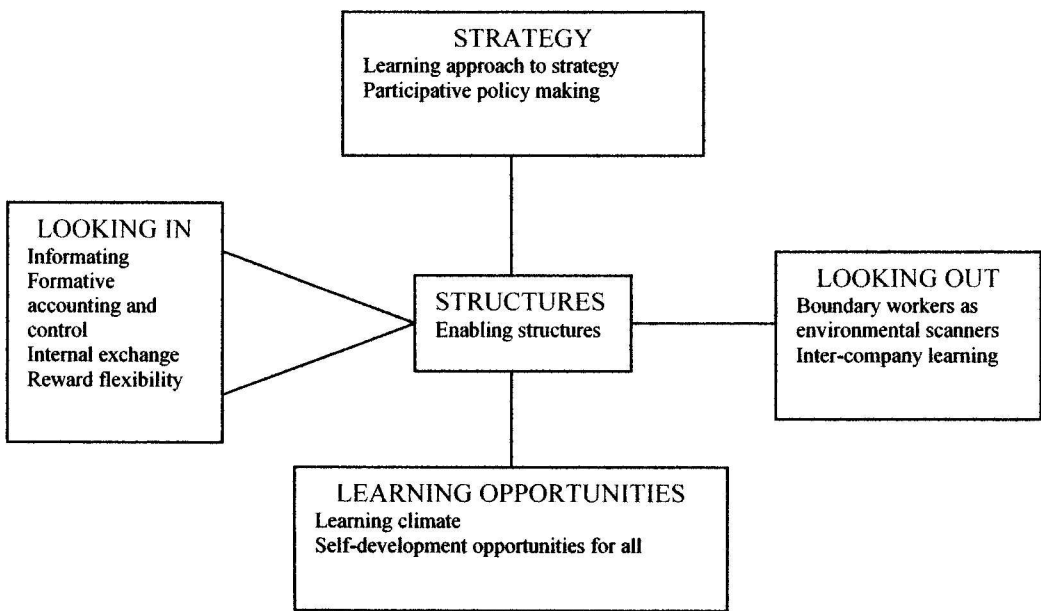 STRATEGY
Learning approach to strategy
Participative policy making
LOOKING IN
Informating
Formative
accounting and
control
Internal exchange
Reward flexibility
STRUCTURES
Enabling structures
LOOKING OUT
Boundary workers as
environmental scanners
Inter-company learning
LEARNING OPPORTUNITIES
Learning climate
Self-development opportunities for all